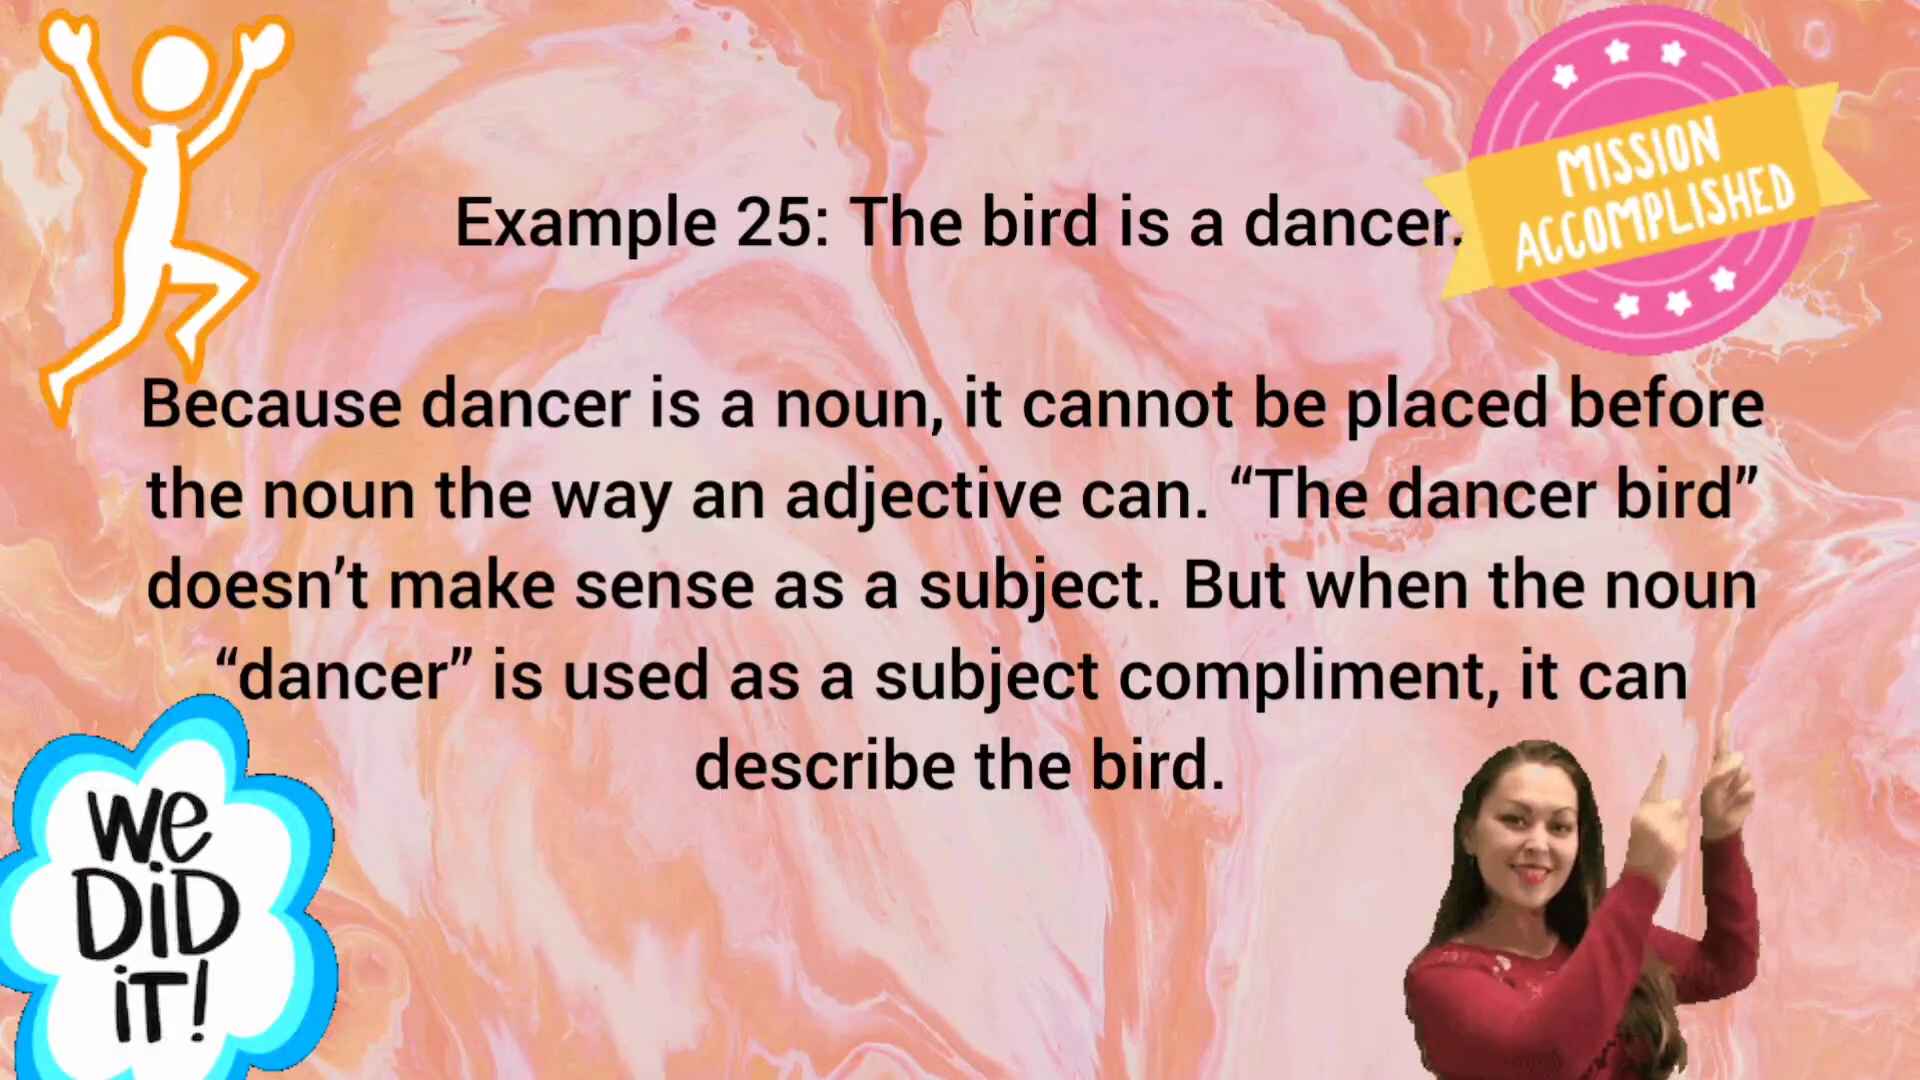 Example 25: The bird is a dancer.
MISSION
ACCOMPLISHED
Because dancer is a noun, it cannot be placed before
the noun the way an adjective can. “The dancer bird”
doesn’t make sense as a subject. But when the noun
“dancer” is used as a subject compliment, it can
describe the bird.
We
DiD
iT!